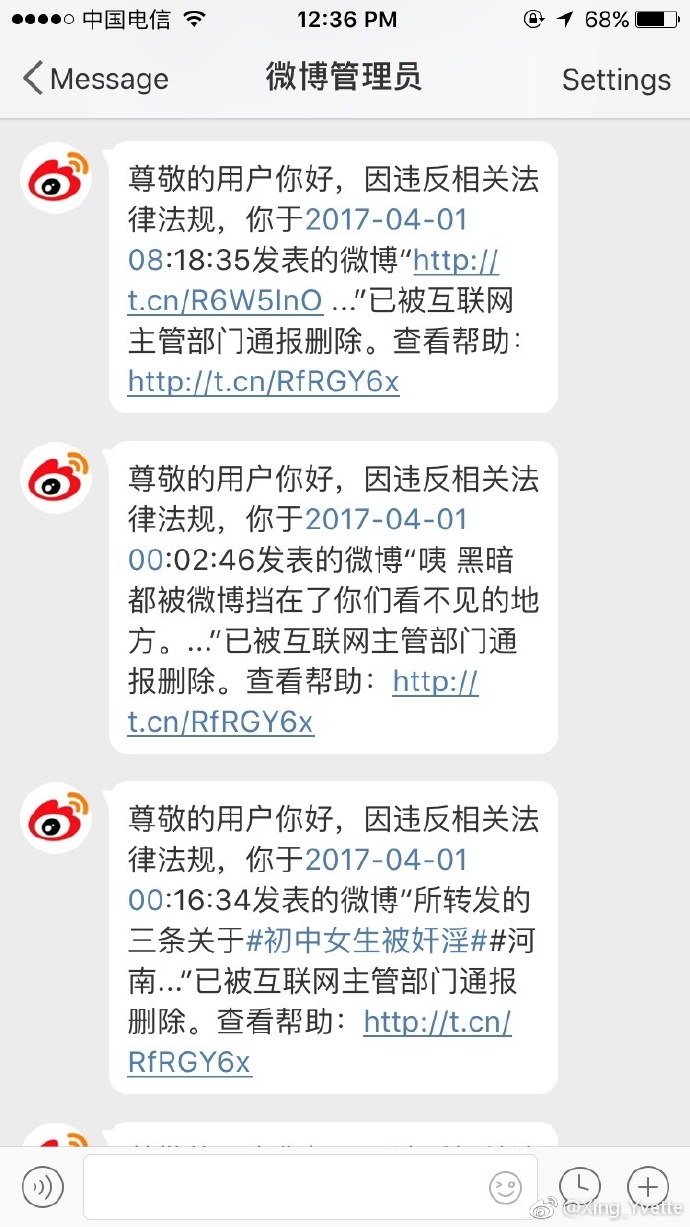 中国电信 12:36 PM 68%
Message 微博管理员 Settings
尊敬的用户你好，因违反相关法
律法规，你于2017-04-01
08:18:35发表的微博“http://
t.cn/R6W5InO ...”已被互联网
主管部门通报删除。查看帮助：
http://t.cn/RfRGY6x
尊敬的用户你好，因违反相关法
律法规，你于2017-04-01
00:02:46发表的微博“咦 黑暗
都被微博挡在了你们看不见的地
方。...”已被互联网主管部门通
报删除。查看帮助：http://
t.cn/RfRGY6x
尊敬的用户你好，因违反相关法
律法规，你于2017-04-01
00:16:34发表的微博“所转发的
三条关于#初中女生被奸淫##河
南...”已被互联网主管部门通报
删除。查看帮助：http://t.cn/
RfRGY6x
@Xing_Yvette